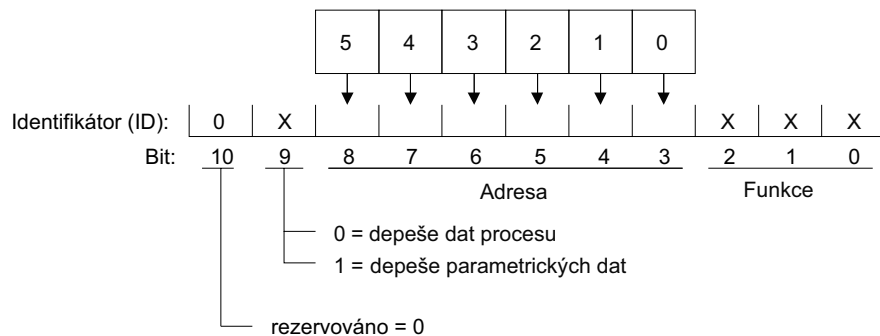 5 4 3 2 1 0
Identifikátor (ID): 0 X X X X
Bit: 10 9 8 7 6 5 4 3 2 1 0
Adresa Funkce
0 = depeše dat procesu
1 = depeše parametrických dat
rezervováno = 0